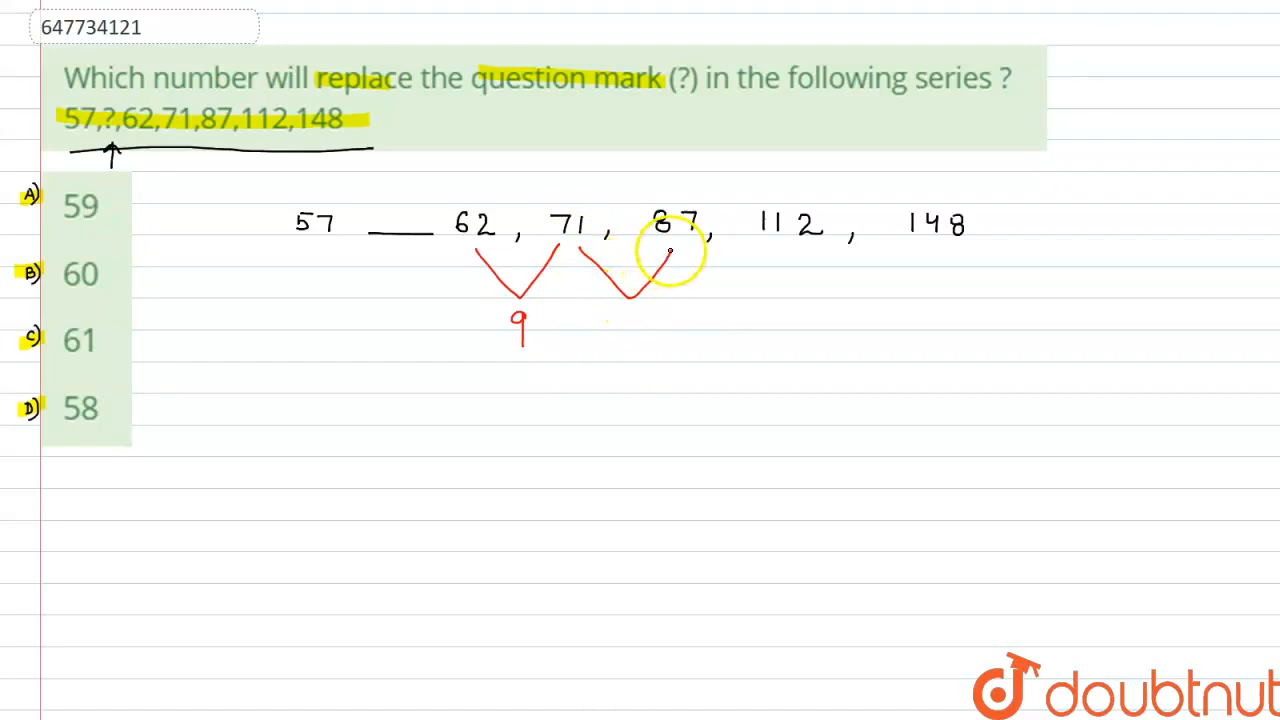 647734121
Which number will replace the question mark (?) in the following series ?
57,?,62,71,87,112,148
A) 59
57 ___ 62 , 71 , 87, 112 , 148
B) 60
9
C) 61
D) 58
doubtnut